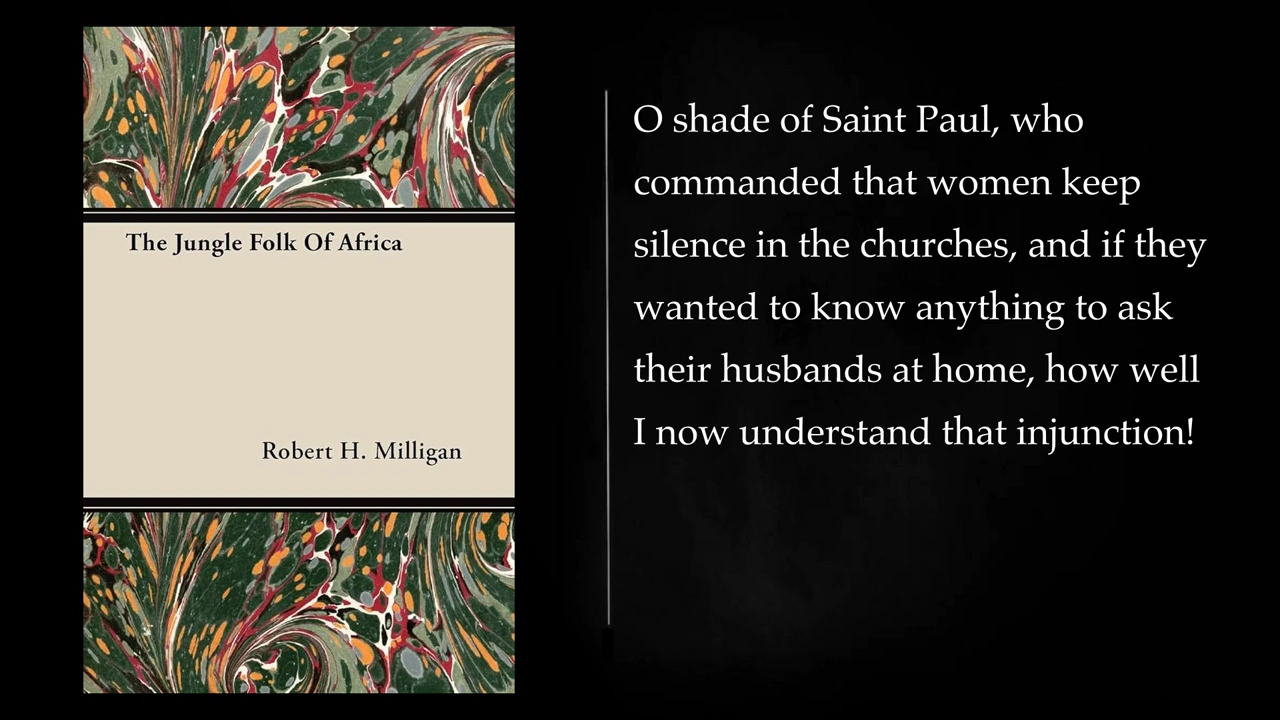 The Jungle Folk Of Africa
Robert H. Milligan
O shade of Saint Paul, who
commanded that women keep
silence in the churches, and if they
wanted to know anything to ask
their husbands at home, how well
I now understand that injunction!